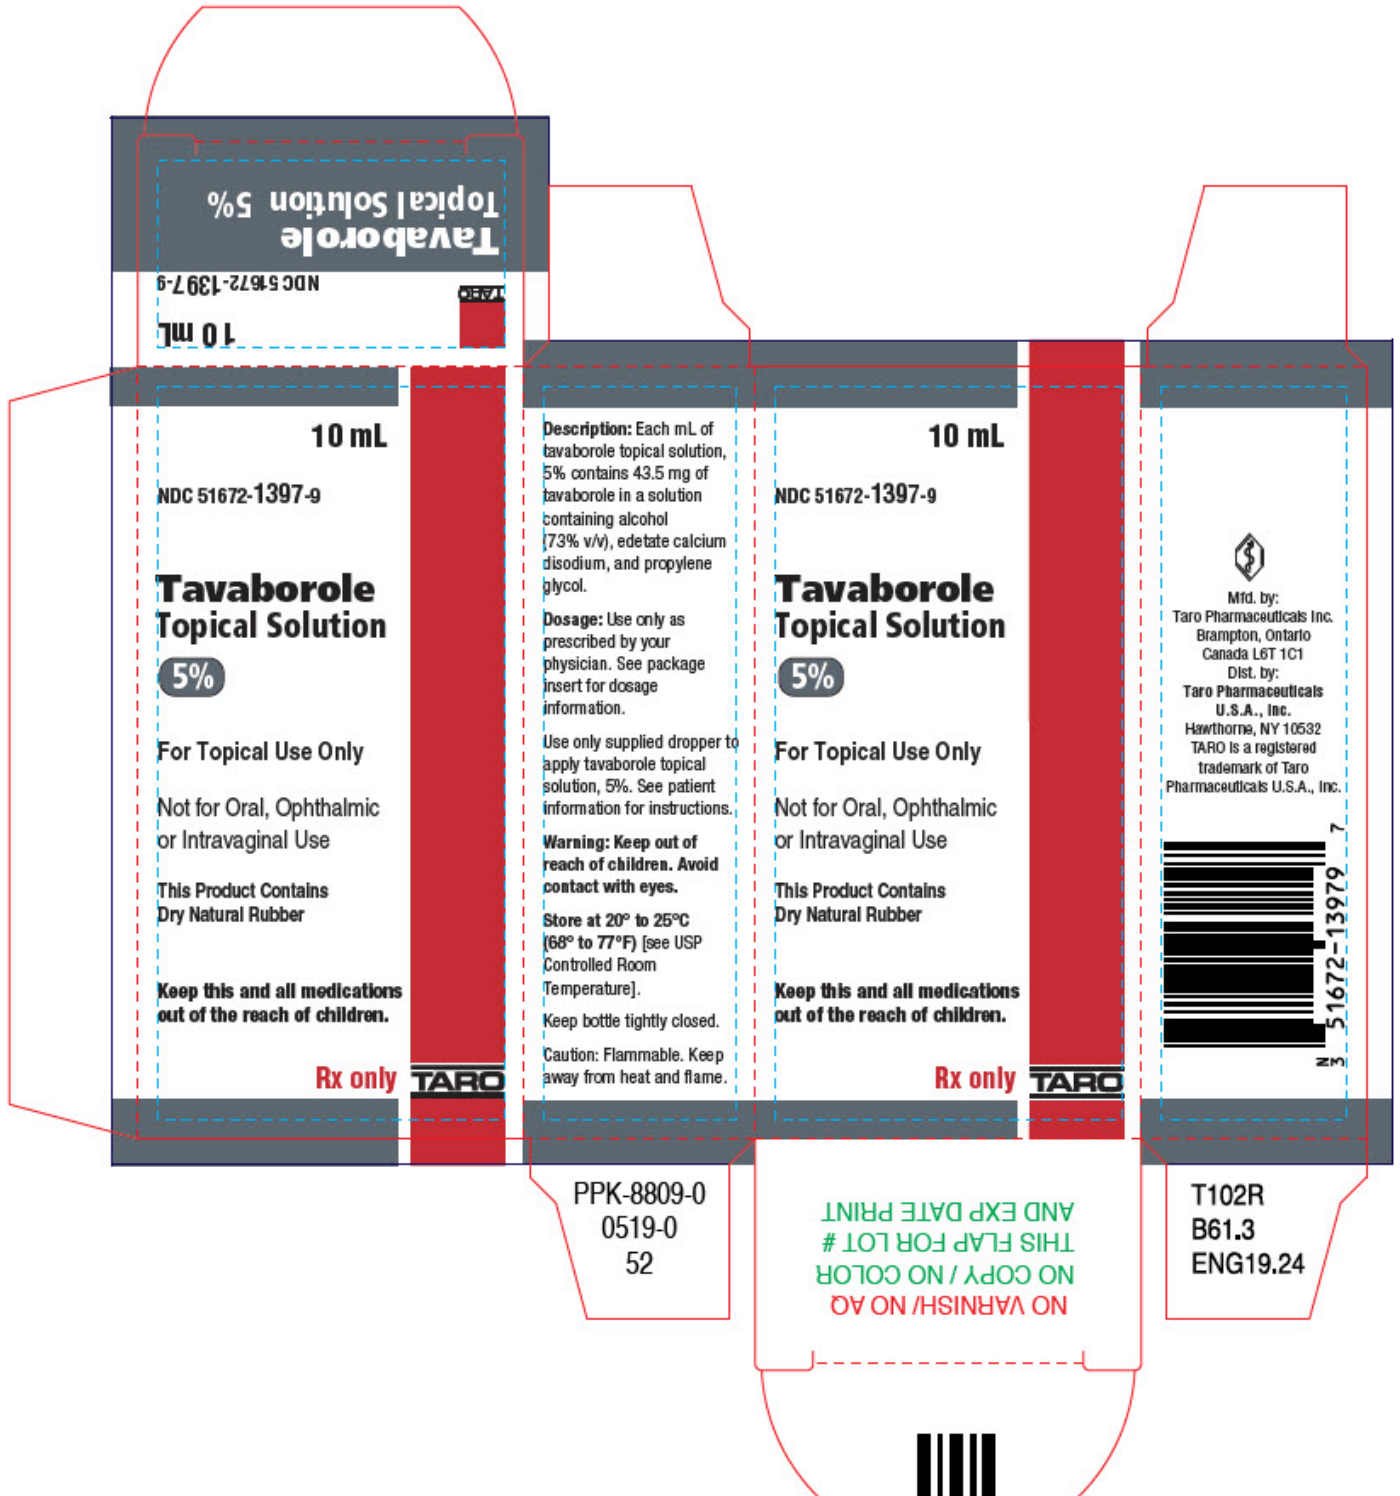 Tavaborole
Topical Solution 5%
NDC 51672-1397-9
TARO
10 mL
10 mL
NDC 51672-1397-9
Tavaborole
Topical Solution
5%
For Topical Use Only
Not for Oral, Ophthalmic
or Intravaginal Use
This Product Contains
Dry Natural Rubber
Keep this and all medications
out of the reach of children.
Rx only
TARO
Description: Each mL of
tavaborole topical solution,
5% contains 43.5 mg of
tavaborole in a solution
containing alcohol
(73% v/v), edetate calcium
disodium, and propylene
glycol.
Dosage: Use only as
prescribed by your
physician. See package
insert for dosage
information.
Use only supplied dropper to
apply tavaborole topical
solution, 5%. See patient
information for instructions.
Warning: Keep out of
reach of children. Avoid
contact with eyes.
Store at 20° to 25°C
(68° to 77°F) [see USP
Controlled Room
Temperature].
Keep bottle tightly closed.
Caution: Flammable. Keep
away from heat and flame.
10 mL
NDC 51672-1397-9
Tavaborole
Topical Solution
5%
For Topical Use Only
Not for Oral, Ophthalmic
or Intravaginal Use
This Product Contains
Dry Natural Rubber
Keep this and all medications
out of the reach of children.
Rx only
TARO
Mfd. by:
Taro Pharmaceuticals Inc.
Brampton, Ontario
Canada L6T 1C1
Dist. by:
Taro Pharmaceuticals
U.S.A., Inc.
Hawthorne, NY 10532
TARO is a registered
trademark of Taro
Pharmaceuticals U.S.A., Inc.
N
3 51672-13979 7
PPK-8809-0
0519-0
52
NO VARNISH/ NO AQ
NO COPY / NO COLOR
THIS FLAP FOR LOT #
AND EXP DATE PRINT
T102R
B61.3
ENG19.24